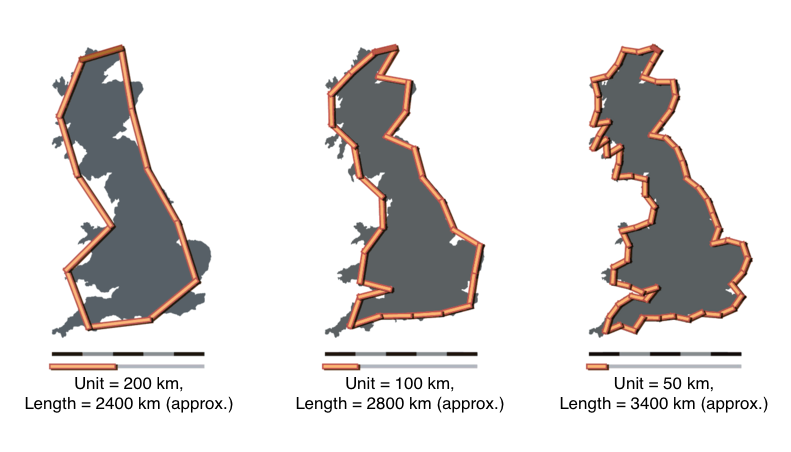 Unit = 200 km,
Length = 2400 km (approx.)
Unit = 100 km,
Length = 2800 km (approx.)
Unit = 50 km,
Length = 3400 km (approx.)